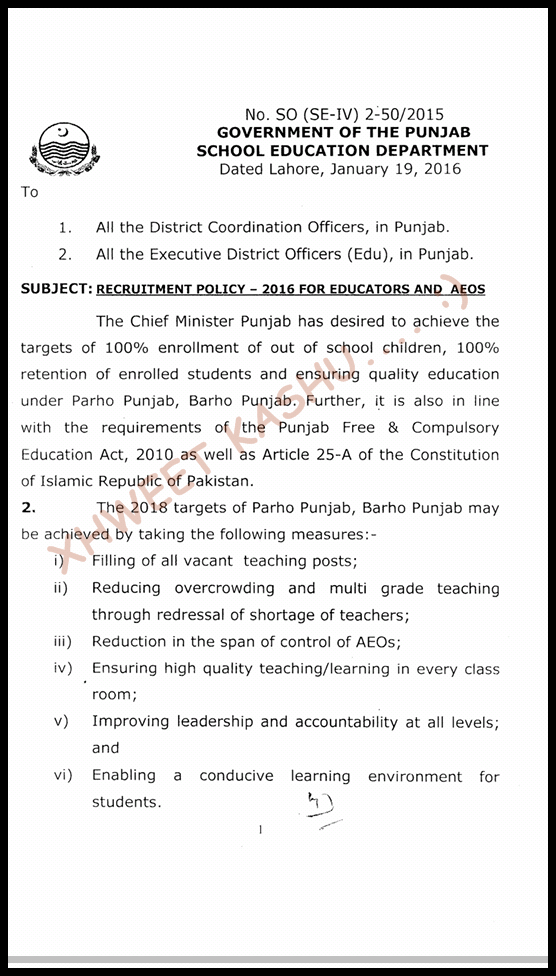 No. SO (SE-IV) 2-50/2015
GOVERNMENT OF THE PUNJAB
SCHOOL EDUCATION DEPARTMENT
Dated Lahore, January 19, 2016
To
1. All the District Coordination Officers, in Punjab.
2. All the Executive District Officers (Edu), in Punjab.
SUBJECT: RECRUITMENT POLICY – 2016 FOR EDUCATORS AND AEOS
The Chief Minister Punjab has desired to achieve the
targets of 100% enrollment of out of school children, 100%
retention of enrolled students and ensuring quality education
under Parho Punjab, Barho Punjab. Further, it is also in line
with the requirements of the Punjab Free & Compulsory
Education Act, 2010 as well as Article 25-A of the Constitution
of Islamic Republic of Pakistan.
2. The 2018 targets of Parho Punjab, Barho Punjab may
be achieved by taking the following measures:-
i) Filling of all vacant teaching posts;
ii) Reducing overcrowding and multi grade teaching
through redressal of shortage of teachers;
iii) Reduction in the span of control of AEOs;
iv) Ensuring high quality teaching/learning in every class
room;
v) Improving leadership and accountability at all levels;
and
vi) Enabling a conducive learning environment for
students.
1
XHWEET KASHU.... :)